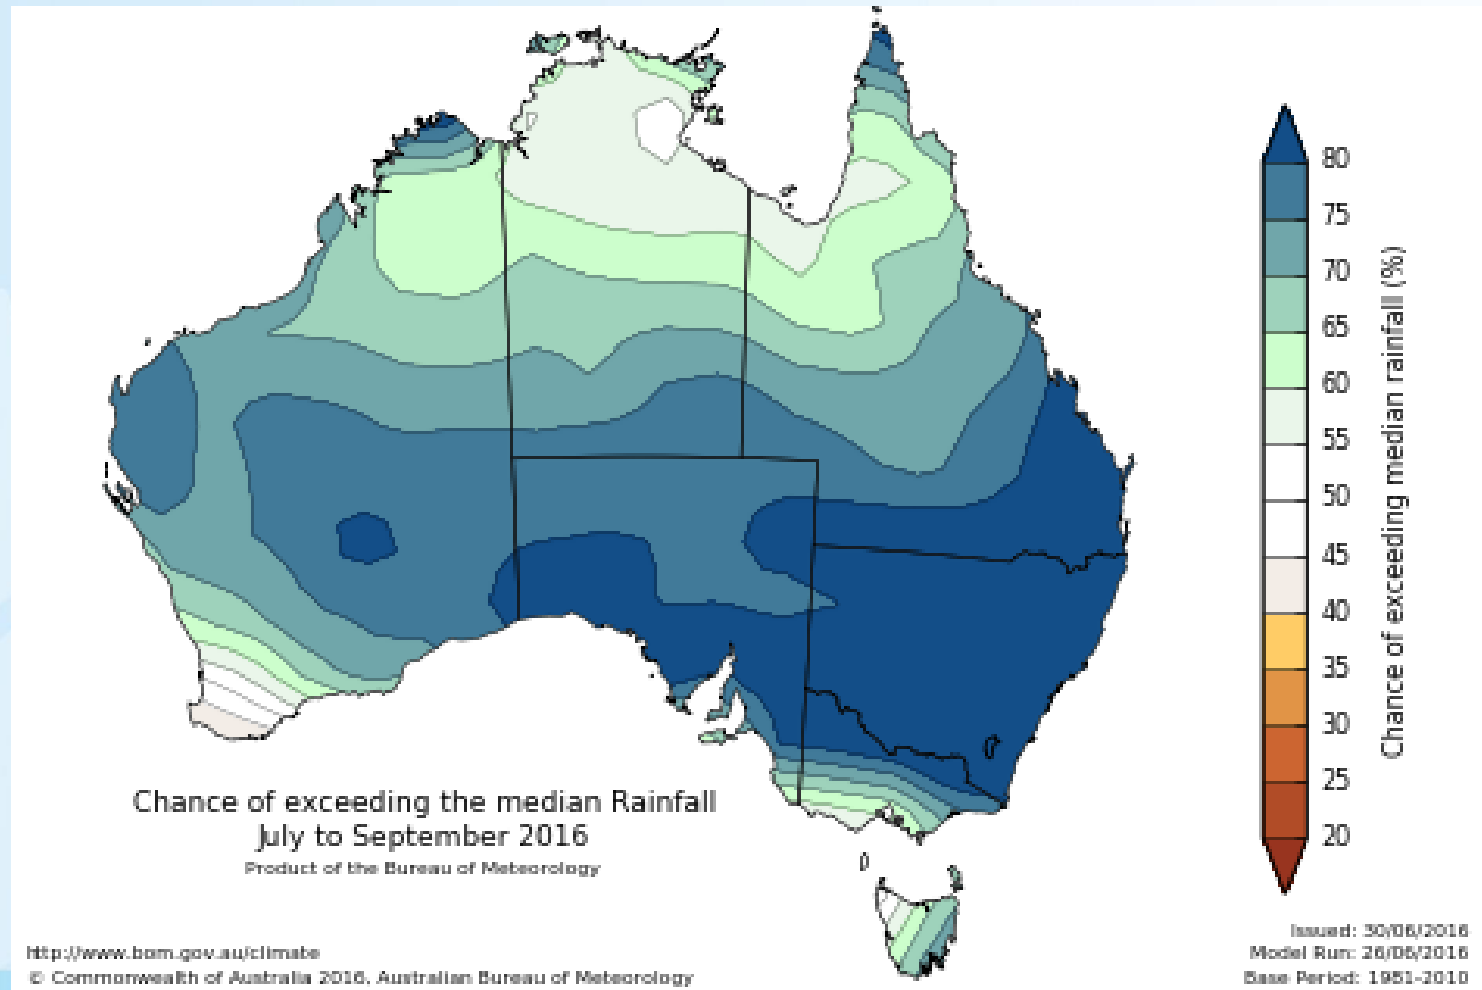 80
75
70
65
60
55
50
45
40
35
30
25
20
Chance of exceeding median rainfall (%)
Chance of exceeding the median Rainfall
July to September 2016
Product of the Bureau of Meteorology
http://www.bom.gov.au/climate
© Commonwealth of Australia 2016, Australian Bureau of Meteorology
Issued: 30/06/2016
Model Run: 26/06/2016
Base Period: 1981-2010